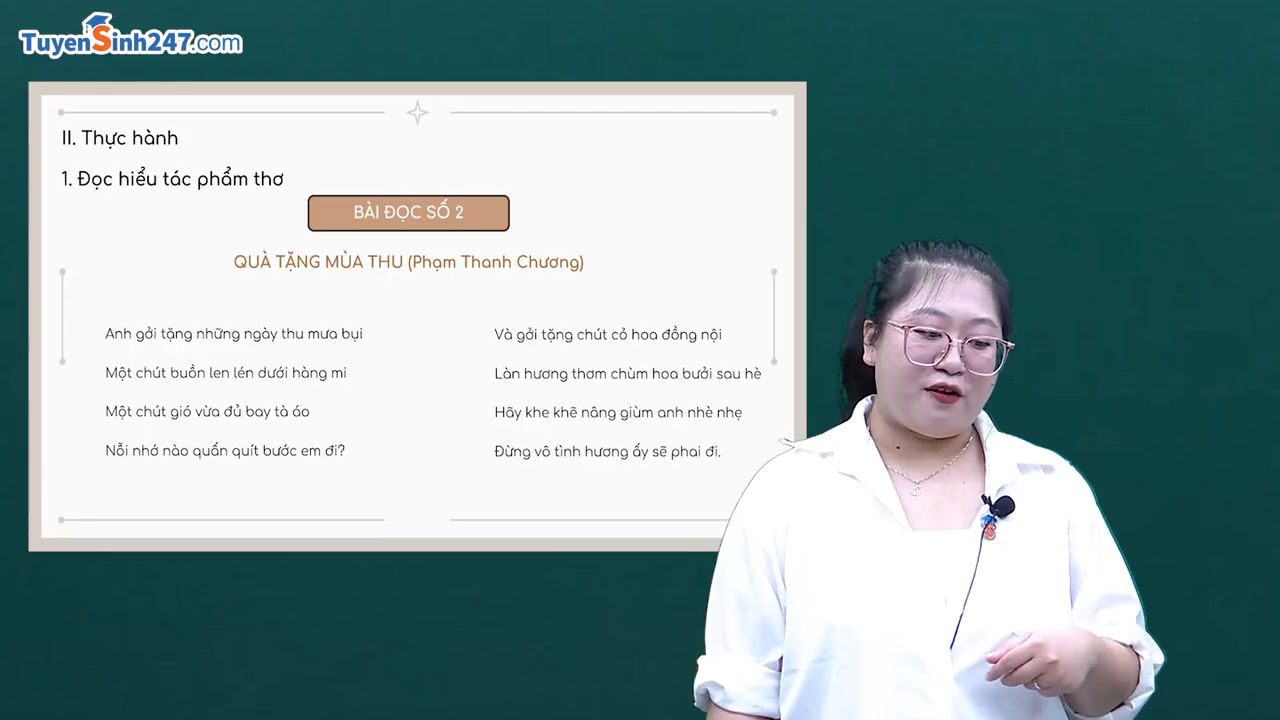 TuyenSinh247.com
II. Thực hành
1. Đọc hiểu tác phẩm thơ
BÀI ĐỌC SỐ 2
QUÀ TẶNG MÙA THU (Phạm Thanh Chương)
Anh gởi tặng những ngày thu mưa bụi
Một chút buồn len lén dưới hàng mi
Một chút gió vừa đủ bay tà áo
Nỗi nhớ nào quấn quít bước em đi?
Và gởi tặng chút cỏ hoa đồng nội
Làn hương thơm chùm hoa bưởi sau hè
Hãy khe khẽ nâng giùm anh nhè nhẹ
Đừng vô tình hương ấy sẽ phai đi.